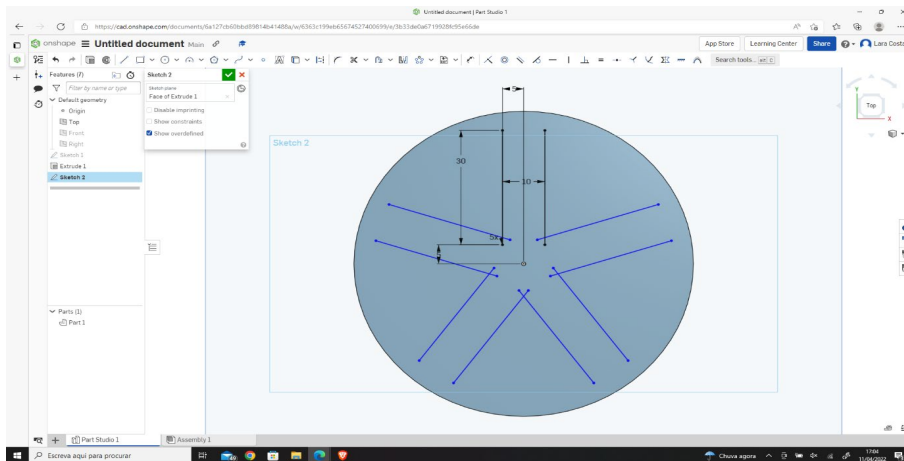 Untitled document | Part Studio 1
https://cad.onshape.com/documents/6a127cb60bbd89814b41488a/w/6363c199eb65674527400699/e/3b33de0a6719928fc95e66de
onshape Untitled document Main App Store Learning Center Share Lara Costa
Search tools...
Features (7)
Filter by name or type
Default geometry
Origin
Top
Front
Right
Sketch 1
Extrude 1
Sketch 2
Sketch 2
Sketch plane
Face of Extrude 1
Disable imprinting
Show constraints
Show overdefined
Sketch 2
5
30
10
5x
5
Top
Y
X
Parts (1)
Part 1
Part Studio 1 Assembly 1
Escreva aqui para procurar
Chuva agora
17:04
11/04/2022